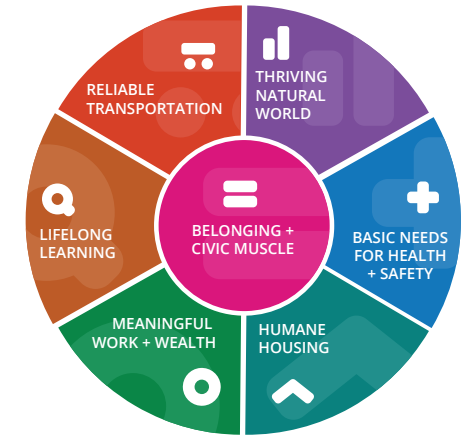 RELIABLE
TRANSPORTATION
THRIVING
NATURAL
WORLD
LIFELONG
LEARNING
BELONGING +
CIVIC MUSCLE
BASIC NEEDS
FOR HEALTH
+ SAFETY
MEANINGFUL
WORK + WEALTH
HUMANE
HOUSING